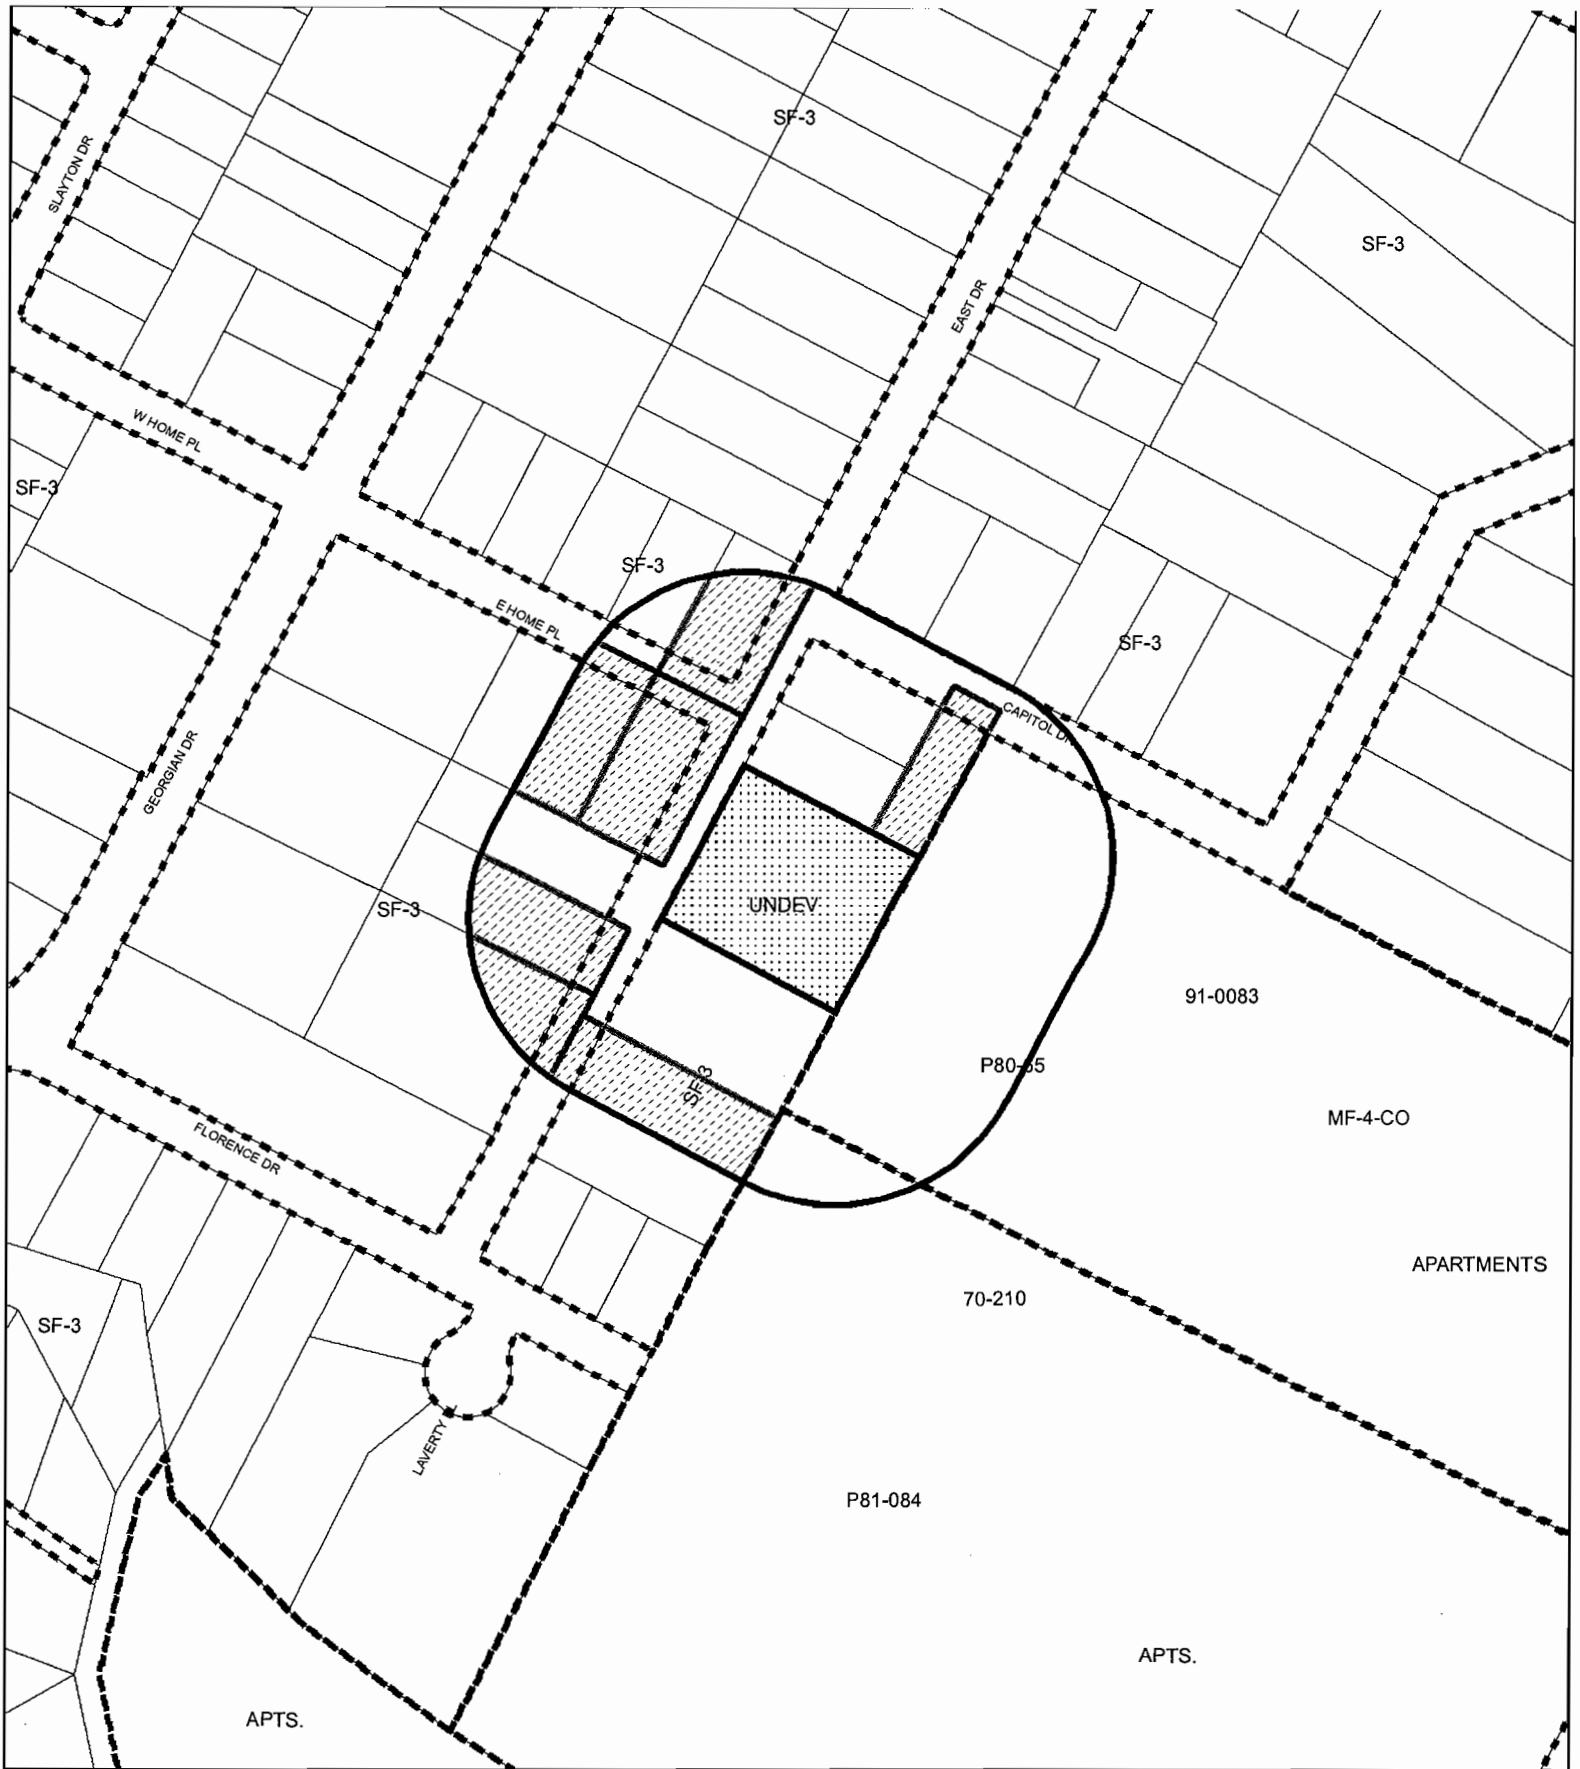 SF-3
SLAYTON DR
SF-3
EAST DR
W HOME PL
SF-3
SF-3
E HOME PL
SF-3
CAPITOL DR
GEORGIAN DR
UNDEV
SF-3
91-0083
P80-65
SF-3
MF-4-CO
FLORENCE DR
APARTMENTS
70-210
SF-3
LAVERTY
P81-084
APTS.
APTS.